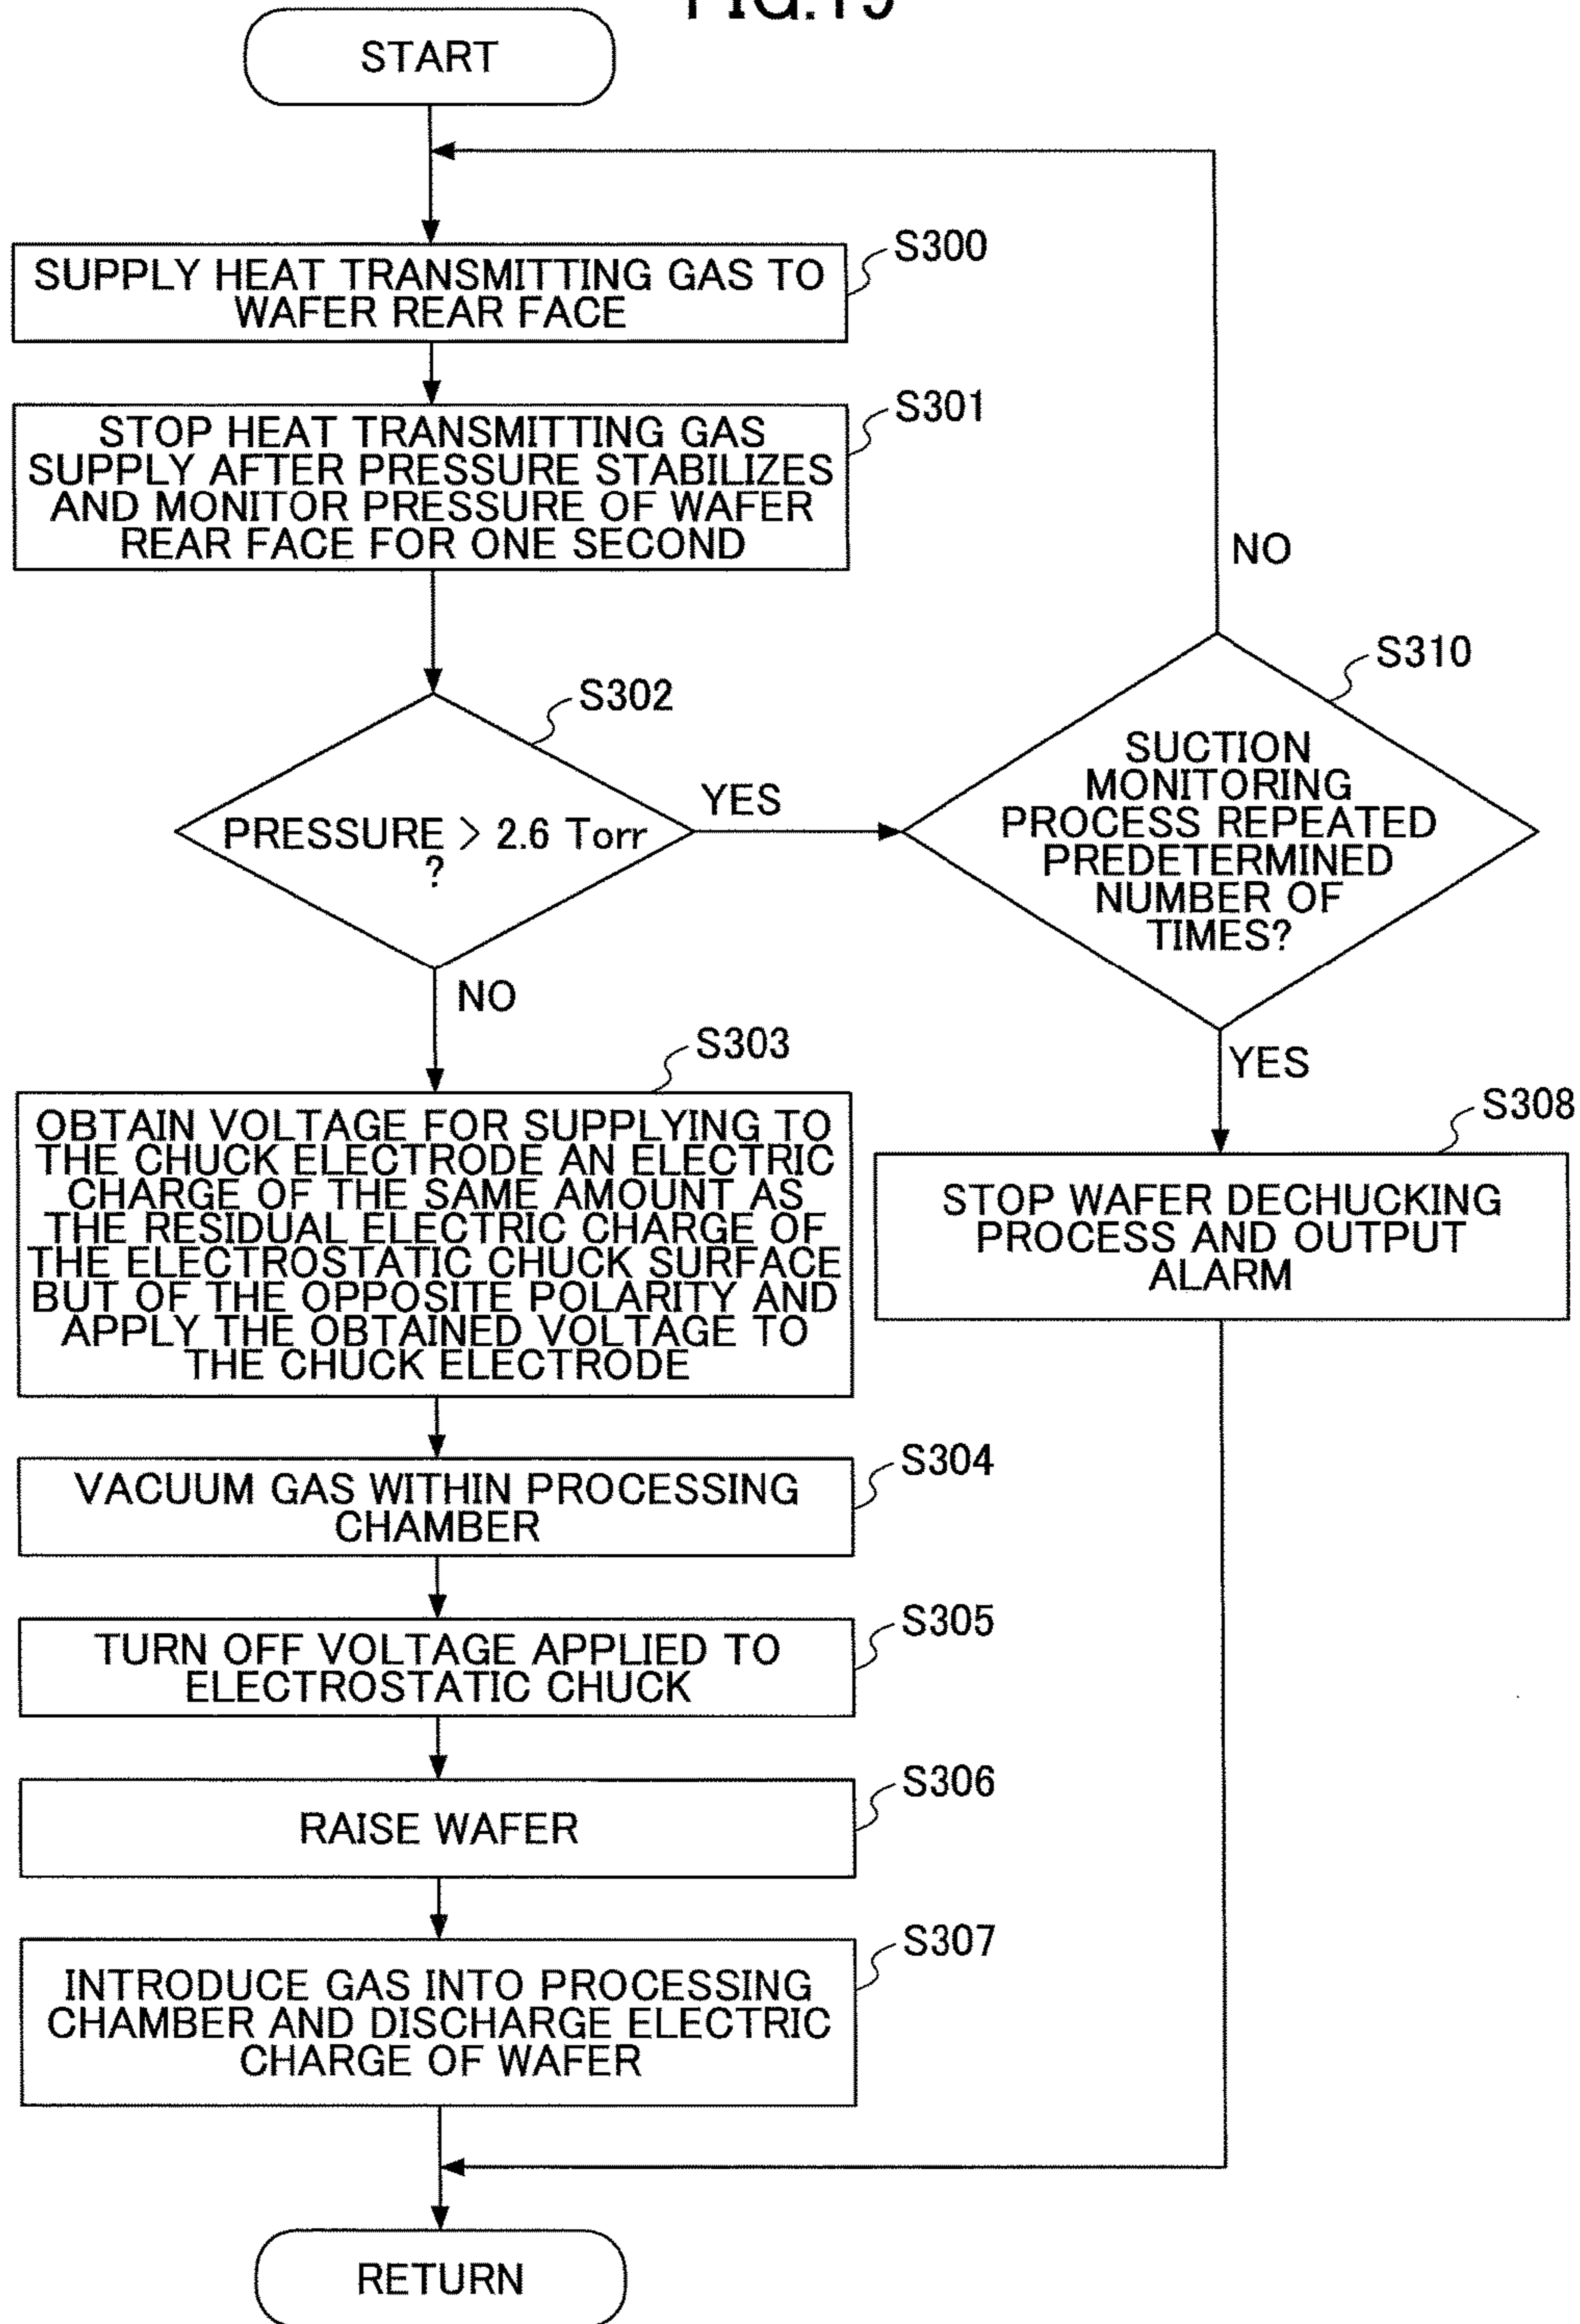 FIG.19
START
SUPPLY HEAT TRANSMITTING GAS TO
WAFER REAR FACE
S300
STOP HEAT TRANSMITTING GAS
SUPPLY AFTER PRESSURE STABILIZES
AND MONITOR PRESSURE OF WAFER
REAR FACE FOR ONE SECOND
S301
NO
S302
PRESSURE > 2.6 Torr
?
YES
S310
SUCTION
MONITORING
PROCESS REPEATED
PREDETERMINED
NUMBER OF
TIMES?
NO
YES
S303
OBTAIN VOLTAGE FOR SUPPLYING TO
THE CHUCK ELECTRODE AN ELECTRIC
CHARGE OF THE SAME AMOUNT AS
THE RESIDUAL ELECTRIC CHARGE OF
THE ELECTROSTATIC CHUCK SURFACE
BUT OF THE OPPOSITE POLARITY AND
APPLY THE OBTAINED VOLTAGE TO
THE CHUCK ELECTRODE
S308
STOP WAFER DECHUCKING
PROCESS AND OUTPUT
ALARM
S304
VACUUM GAS WITHIN PROCESSING
CHAMBER
S305
TURN OFF VOLTAGE APPLIED TO
ELECTROSTATIC CHUCK
S306
RAISE WAFER
S307
INTRODUCE GAS INTO PROCESSING
CHAMBER AND DISCHARGE ELECTRIC
CHARGE OF WAFER
RETURN